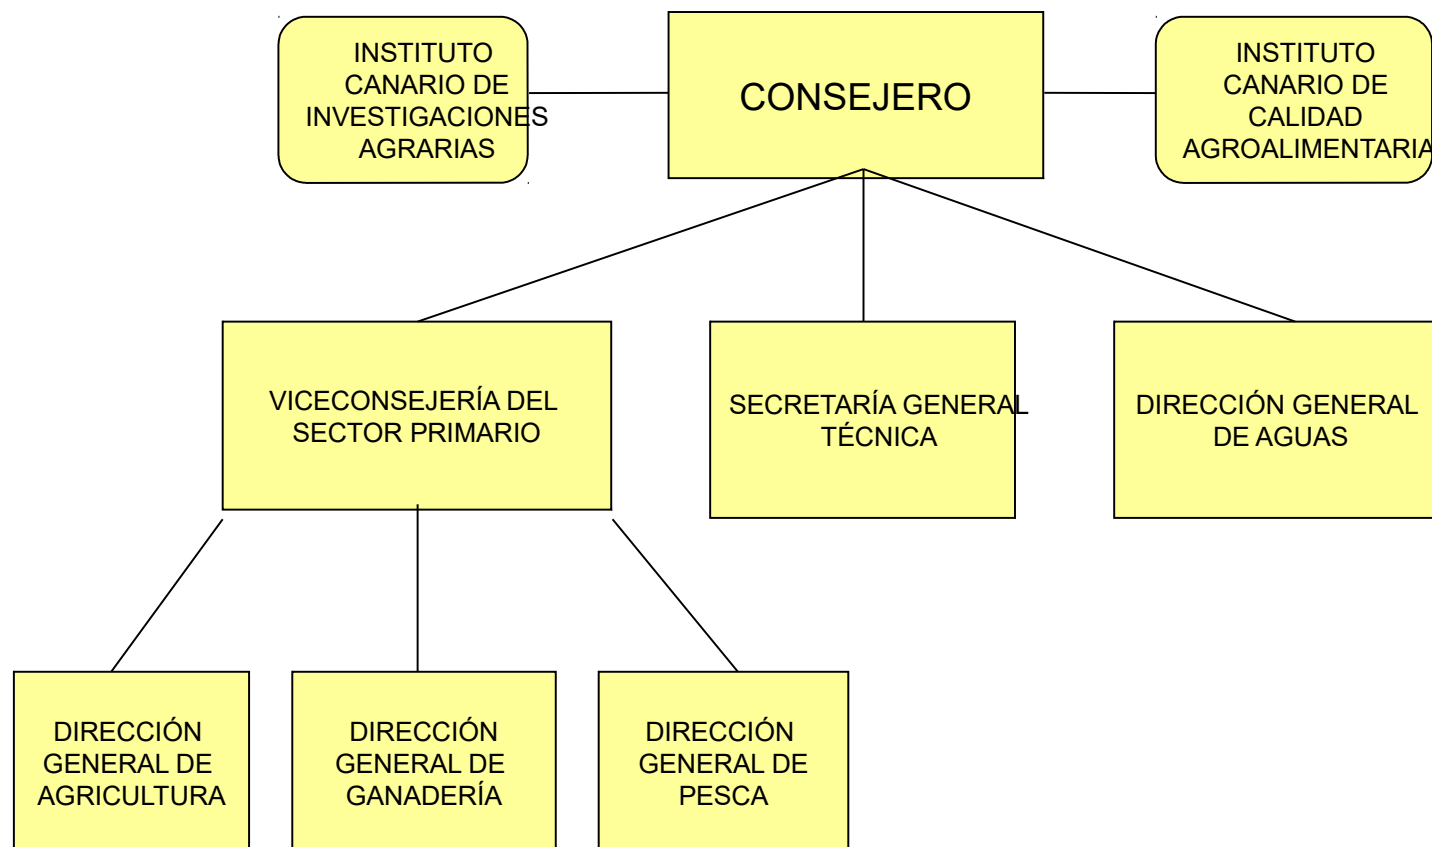 INSTITUTO
CANARIO DE
INVESTIGACIONES
AGRARIAS
CONSEJERO
INSTITUTO
CANARIO DE
CALIDAD
AGROALIMENTARIA
VICECONSEJERÍA DEL
SECTOR PRIMARIO
SECRETARÍA GENERAL
TÉCNICA
DIRECCIÓN GENERAL
DE AGUAS
DIRECCIÓN
GENERAL DE
AGRICULTURA
DIRECCIÓN
GENERAL DE
GANADERÍA
DIRECCIÓN
GENERAL DE
PESCA